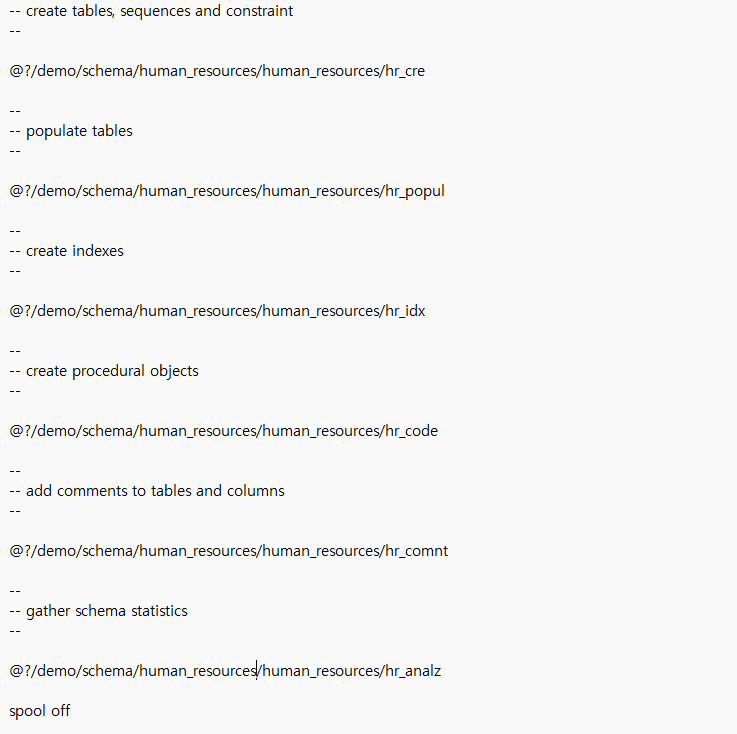 -- create tables, sequences and constraint
--
@?/demo/schema/human_resources/human_resources/hr_cre
--
-- populate tables
--
@?/demo/schema/human_resources/human_resources/hr_popul
--
-- create indexes
--
@?/demo/schema/human_resources/human_resources/hr_idx
--
-- create procedural objects
--
@?/demo/schema/human_resources/human_resources/hr_code
--
-- add comments to tables and columns
--
@?/demo/schema/human_resources/human_resources/hr_comnt
--
-- gather schema statistics
--
@?/demo/schema/human_resources/human_resources/hr_analz
spool off